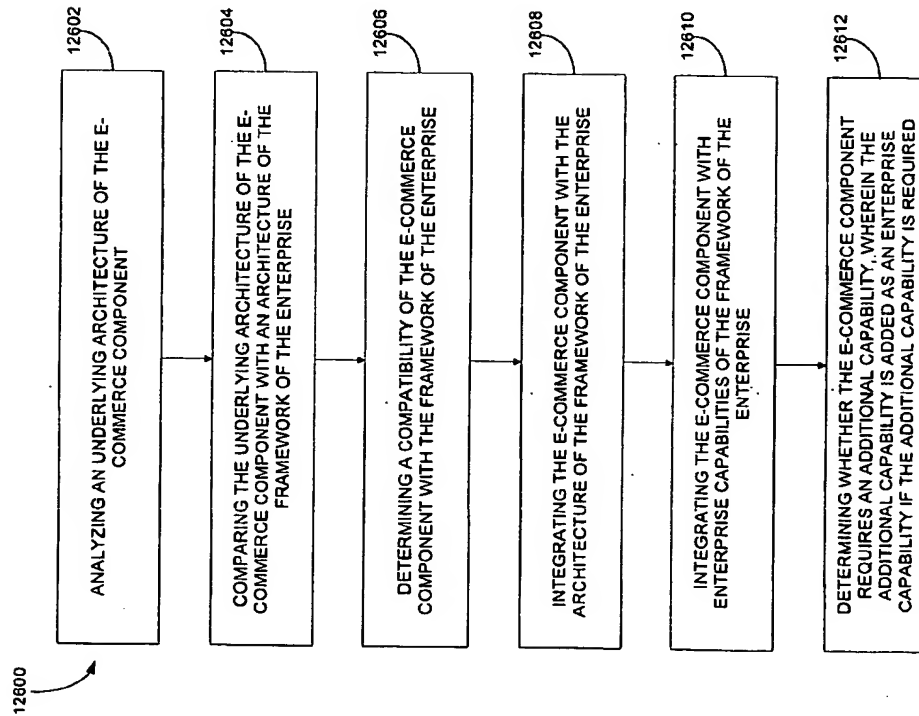 12600
12602
ANALYZING AN UNDERLYING ARCHITECTURE OF THE E-
COMMERCE COMPONENT
12604
COMPARING THE UNDERLYING ARCHITECTURE OF THE E-
COMMERCE COMPONENT WITH AN ARCHITECTURE OF THE
FRAMEWORK OF THE ENTERPRISE
12606
DETERMINING A COMPATIBILITY OF THE E-COMMERCE
COMPONENT WITH THE FRAMEWORK OF THE ENTERPRISE
12608
INTEGRATING THE E-COMMERCE COMPONENT WITH THE
ARCHITECTURE OF THE FRAMEWORK OF THE ENTERPRISE
12610
INTEGRATING THE E-COMMERCE COMPONENT WITH
ENTERPRISE CAPABILITIES OF THE FRAMEWORK OF THE
ENTERPRISE
12612
DETERMINING WHETHER THE E-COMMERCE COMPONENT
REQUIRES AN ADDITIONAL CAPABILITY, WHEREIN THE
ADDITIONAL CAPABILITY IS ADDED AS AN ENTERPRISE
CAPABILITY IF THE ADDITIONAL CAPABILITY IS REQUIRED